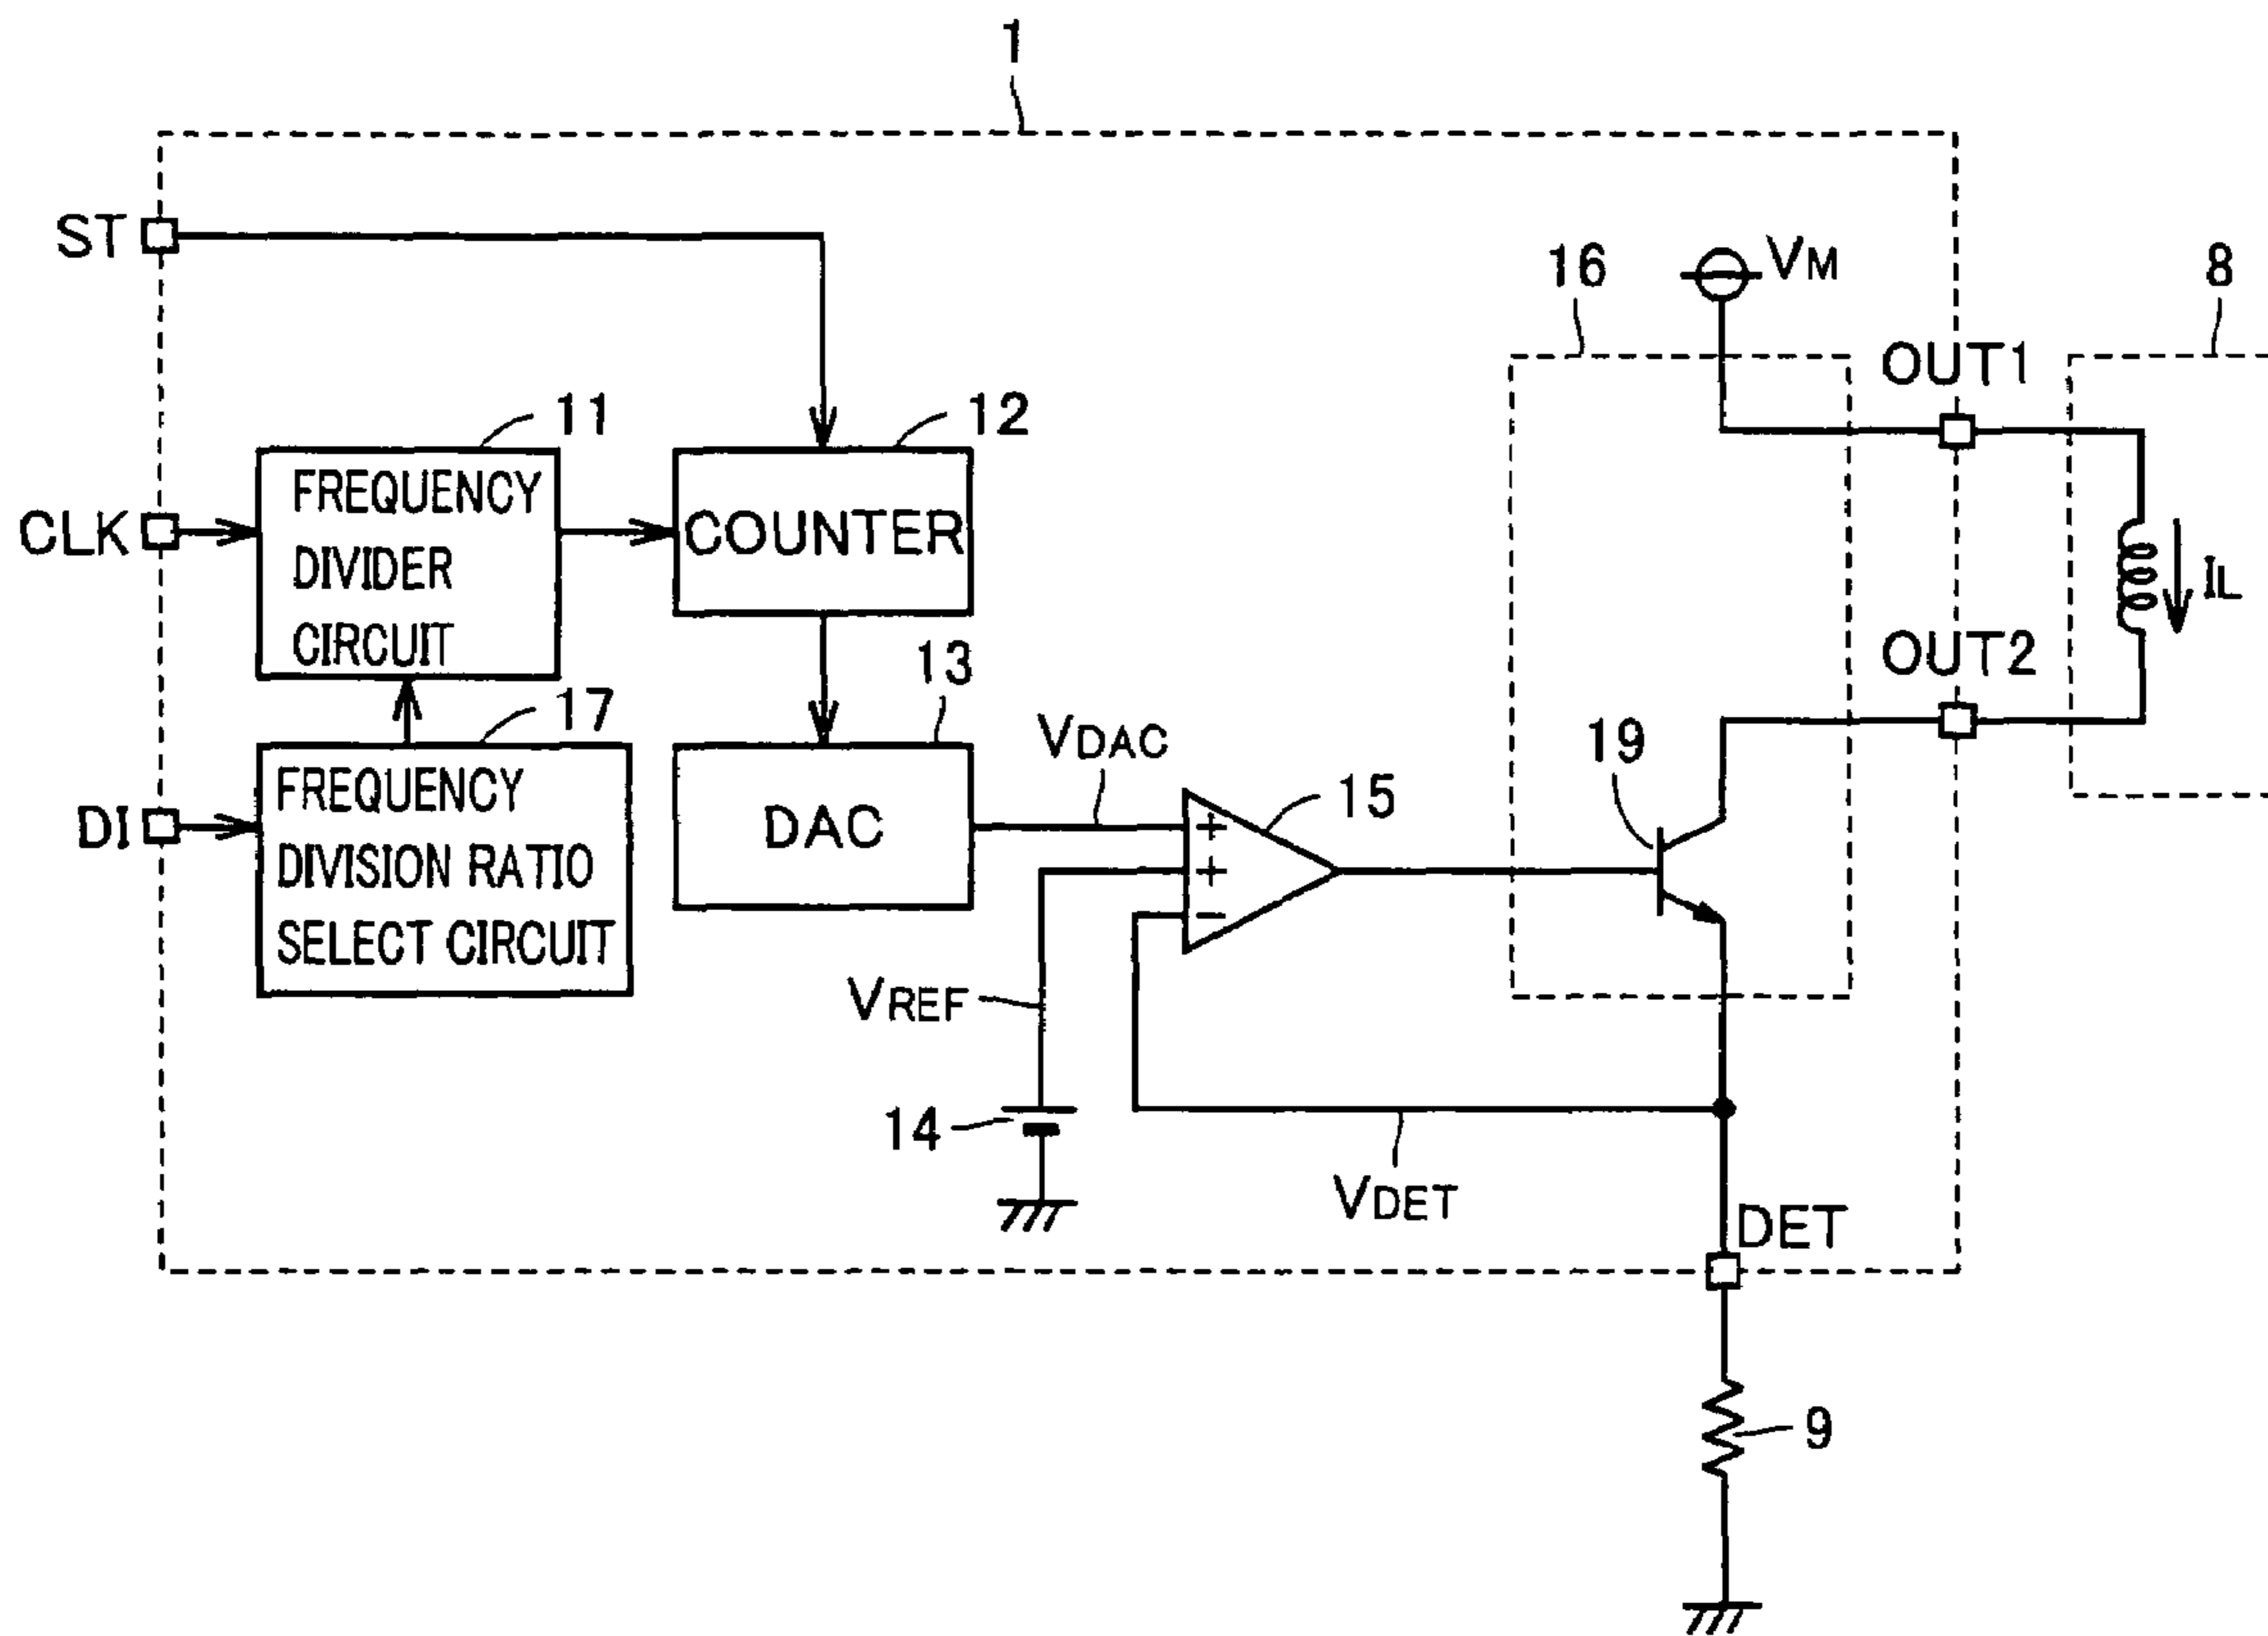 1
ST
16
VM
8
OUT1
11
12
FREQUENCY
DIVIDER
CIRCUIT
CLK
COUNTER
IL
OUT2
13
17
VDAC
19
15
DI
FREQUENCY
DIVISION RATIO
SELECT CIRCUIT
DAC
+
+
−
VREF
14
VDET
DET
9